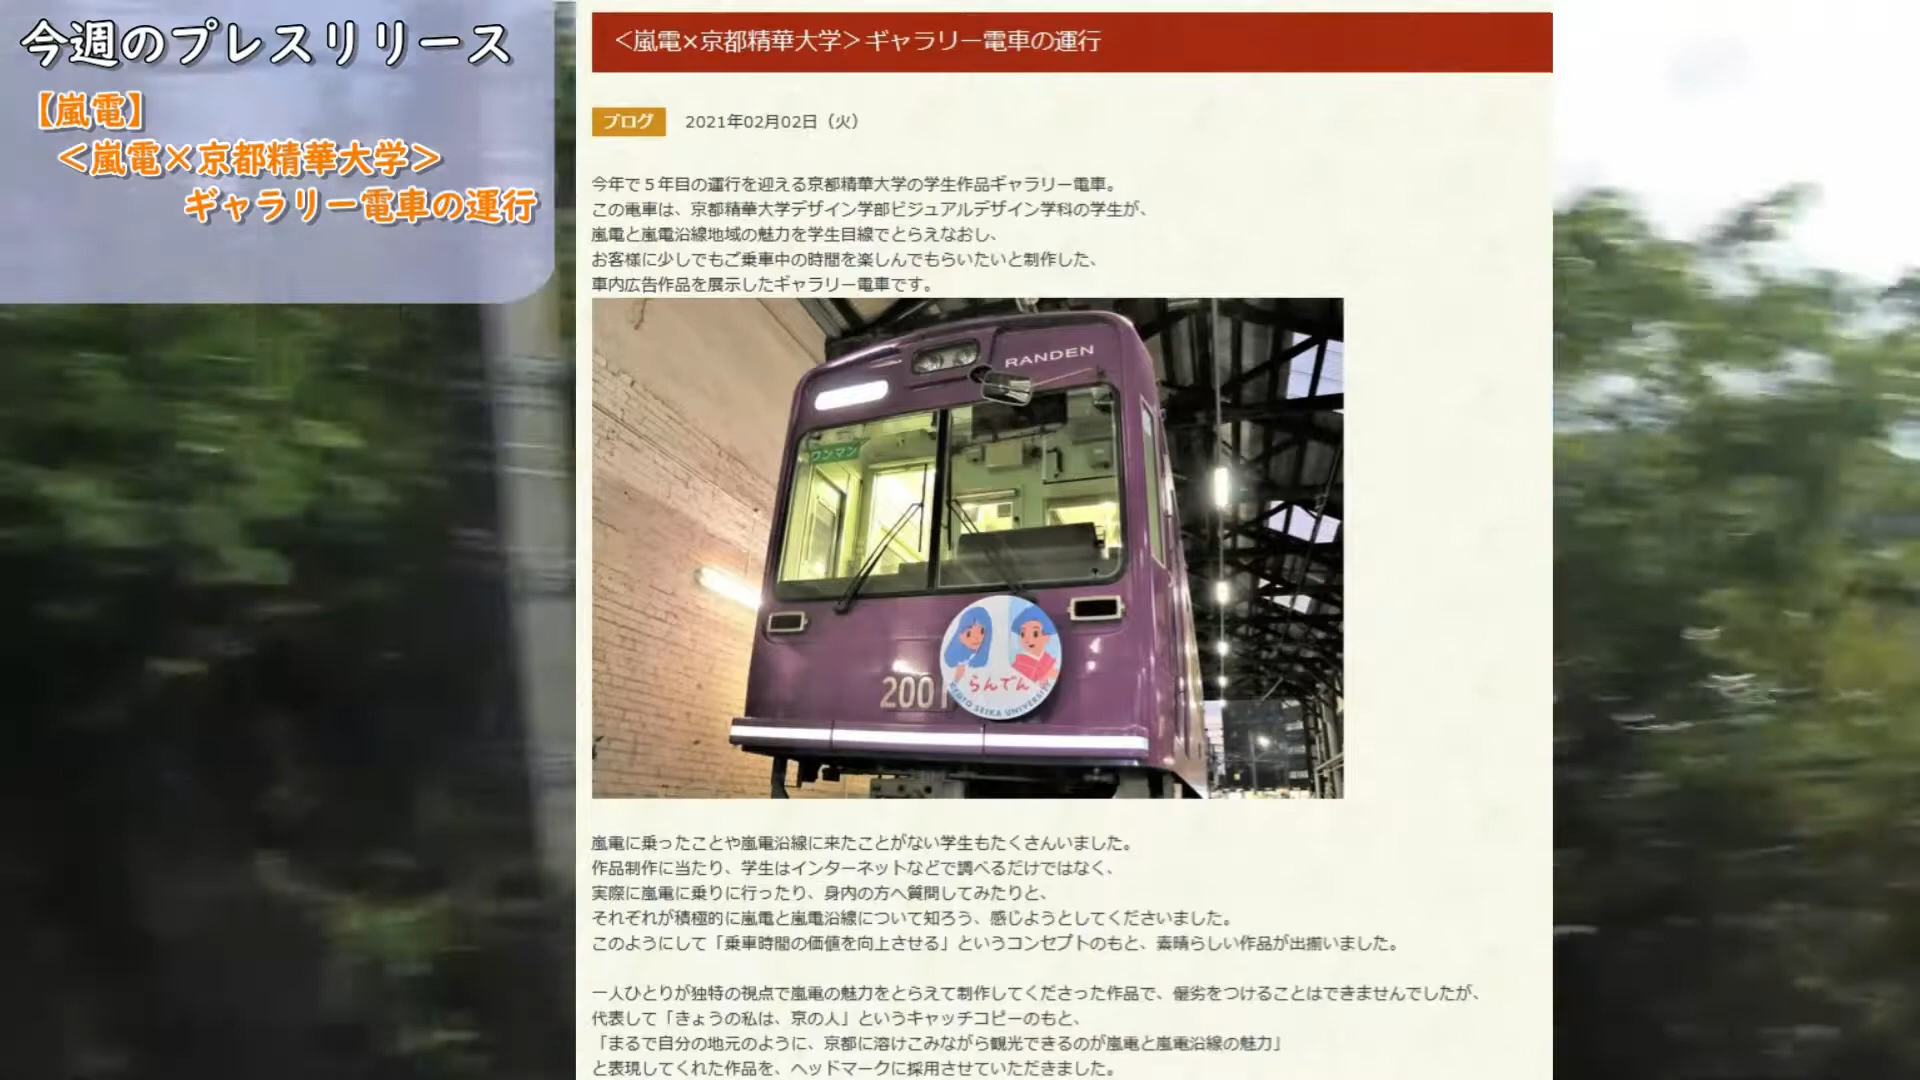 今週のプレスリリース
【嵐電】
＜嵐電×京都精華大学＞
ギャラリー電車の運行
＜嵐電×京都精華大学＞ギャラリー電車の運行
ブログ 2021年02月02日（火）
今年で５年目の運行を迎える京都精華大学の学生作品ギャラリー電車。
この電車は、京都精華大学デザイン学部ビジュアルデザイン学科の学生が、
嵐電と嵐電沿線地域の魅力を学生目線でとらえなおし、
お客様に少しでもご乗車中の時間を楽しんでもらいたいと制作した、
車内広告作品を展示したギャラリー電車です。
RANDEN
ワンマン
2001
らんでん
KYOTO SEIKA UNIVERSITY
嵐電に乗ったことや嵐電沿線に来たことがない学生もたくさんいました。
作品制作に当たり、学生はインターネットなどで調べるだけではなく、
実際に嵐電に乗りに行ったり、身内の方へ質問してみたりと、
それぞれが積極的に嵐電と嵐電沿線について知ろう、感じようとしてくださいました。
このようにして「乗車時間の価値を向上させる」というコンセプトのもと、素晴らしい作品が出揃いました。
一人ひとりが独特の視点で嵐電の魅力をとらえて制作してくださった作品で、優劣をつけることはできませんでしたが、
代表して「きょうの私は、京の人」というキャッチコピーのもと、
「まるで自分の地元のように、京都に溶けこみながら観光できるのが嵐電と嵐電沿線の魅力」
と表現してくれた作品を、ヘッドマークに採用させていただきました。